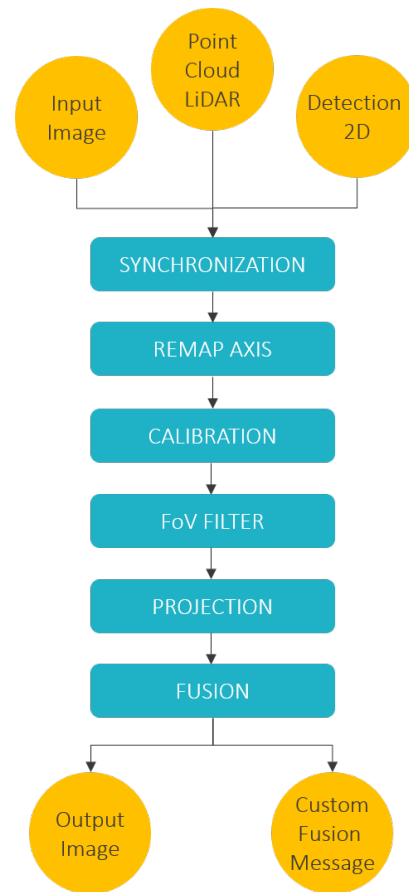 Input
Image
Point
Cloud
LiDAR
Detection
2D
SYNCHRONIZATION
REMAP AXIS
CALIBRATION
FoV FILTER
PROJECTION
FUSION
Output
Image
Custom
Fusion
Message